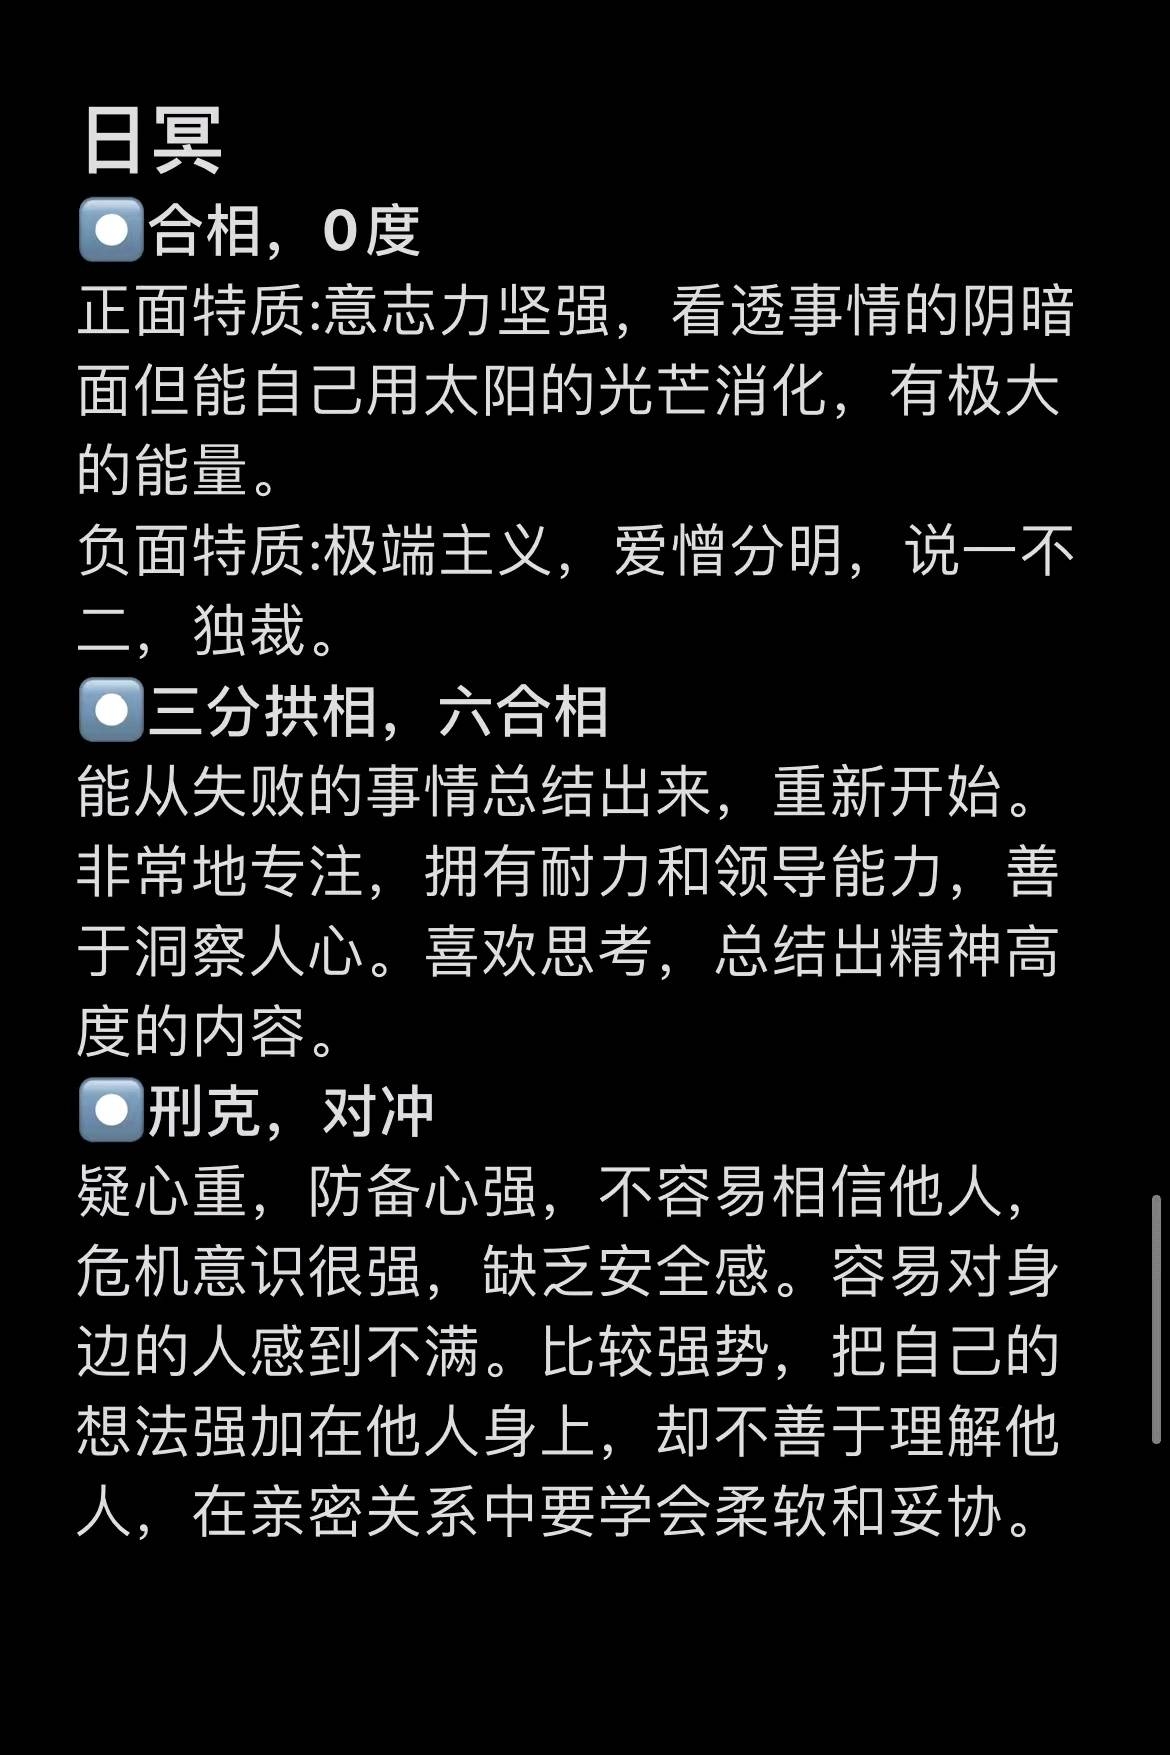 日冥
⏺合相，0度
正面特质:意志力坚强，看透事情的阴暗
面但能自己用太阳的光芒消化，有极大
的能量。
负面特质:极端主义，爱憎分明，说一不
二，独裁。
⏺三分拱相，六合相
能从失败的事情总结出来，重新开始。
非常地专注，拥有耐力和领导能力，善
于洞察人心。喜欢思考，总结出精神高
度的内容。
⏺刑克，对冲
疑心重，防备心强，不容易相信他人，
危机意识很强，缺乏安全感。容易对身
边的人感到不满。比较强势，把自己的
想法强加在他人身上，却不善于理解他
人，在亲密关系中要学会柔软和妥协。